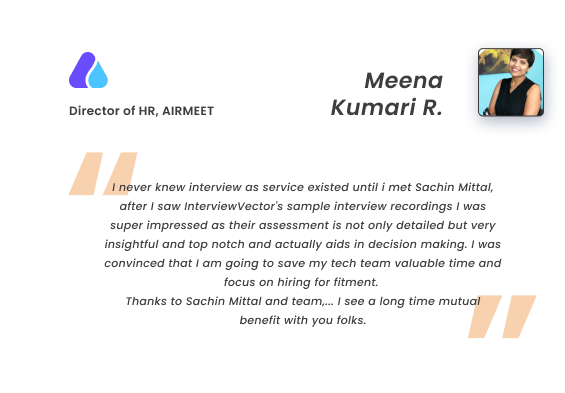 Meena
Kumari R.
Director of HR, AIRMEET
I never knew interview as service existed until i met Sachin Mittal,
after I saw InterviewVector's sample interview recordings I was
super impressed as their assessment is not only detailed but very
insightful and top notch and actually aids in decision making. I was
convinced that I am going to save my tech team valuable time and
focus on hiring for fitment.
Thanks to Sachin Mittal and team,... I see a long time mutual
benefit with you folks.